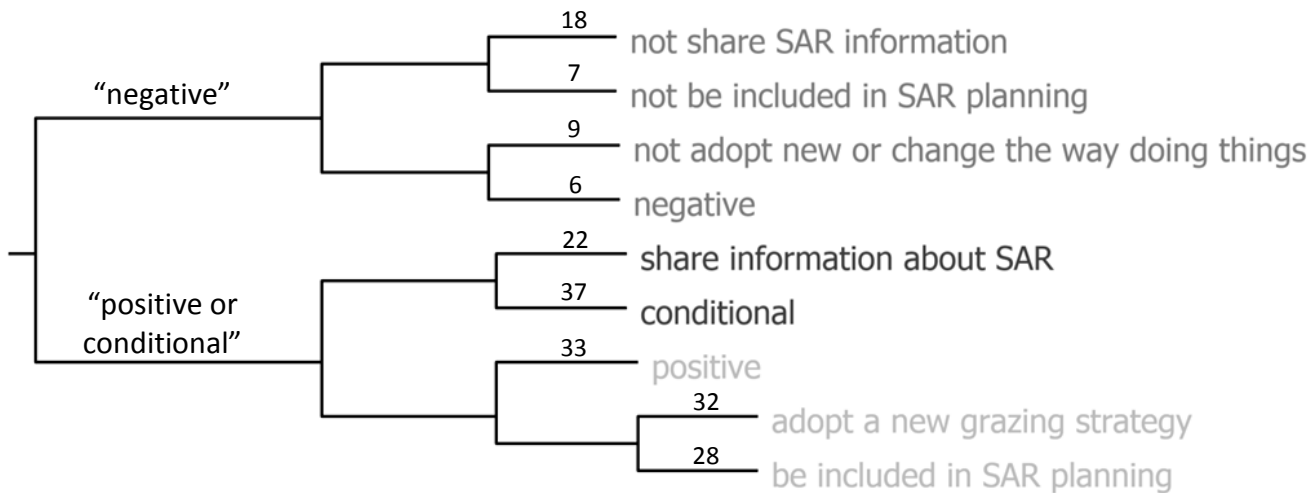 18
not share SAR information
“negative”
7
not be included in SAR planning
9
not adopt new or change the way doing things
6
negative
22
share information about SAR
“positive or
conditional”
37
conditional
33
positive
32
adopt a new grazing strategy
28
be included in SAR planning